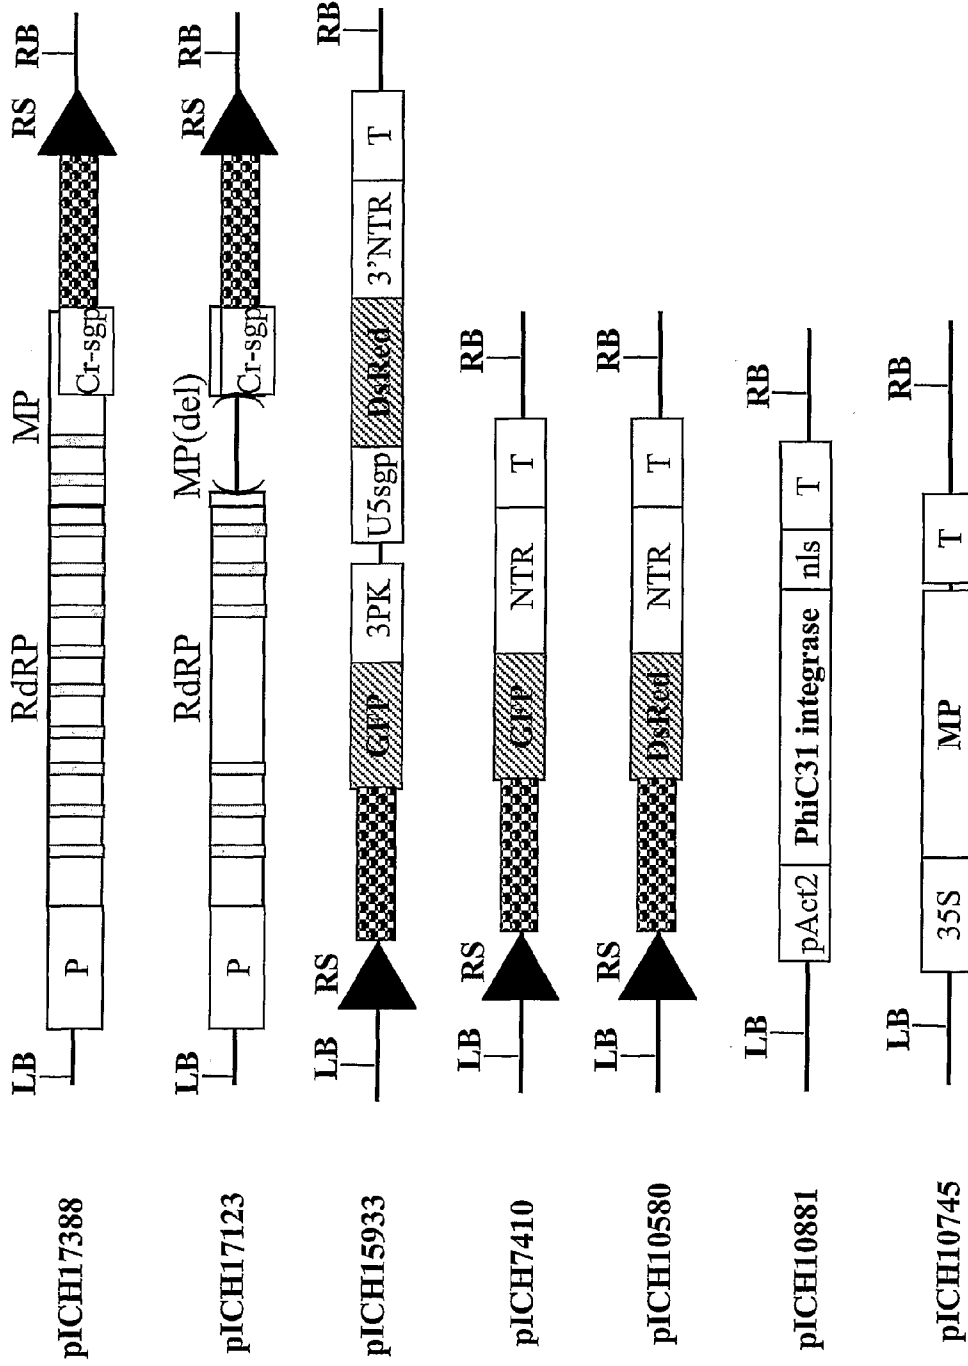 pICH17388 LB P RdRP MP Cr-sgp RS RB
pICH17123 LB P RdRP MP(del) Cr-sgp RS RB
pICH15933 LB RS GFP 3PK U5sgp DsRed 3'NTR T RB
pICH7410 LB RS GFP NTR T RB
pICH10580 LB RS DsRed NTR T RB
pICH10881 LB pAct2 PhiC31 integrase nls T RB
pICH10745 LB 35S MP T RB